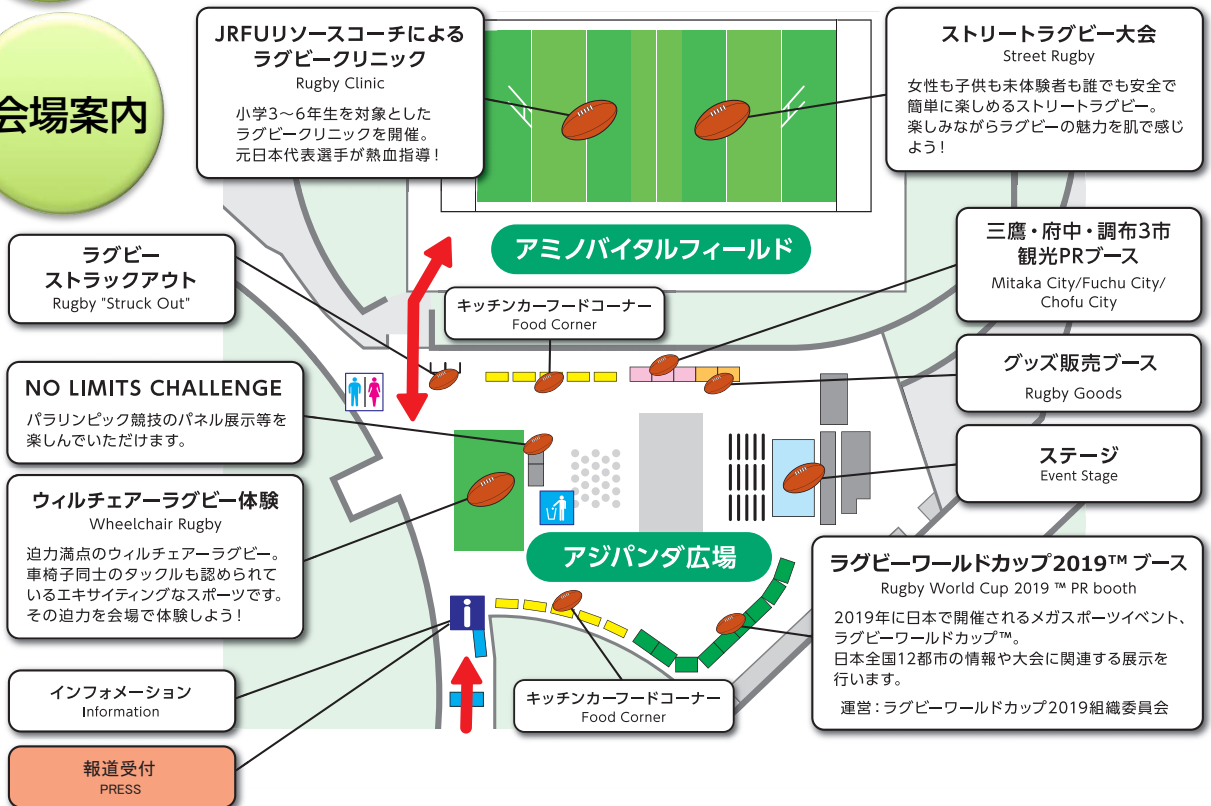 会場案内
JRFUリソースコーチによる
ラグビークリニック
Rugby Clinic
小学3〜6年生を対象とした
ラグビークリニックを開催。
元日本代表選手が熱血指導！
ストリートラグビー大会
Street Rugby
女性も子供も未体験者も誰でも安全で
簡単に楽しめるストリートラグビー。
楽しみながらラグビーの魅力を肌で感じ
よう！
アミノバイタルフィールド
ラグビー
ストラックアウト
Rugby "Struck Out"
キッチンカーフードコーナー
Food Corner
三鷹・府中・調布3市
観光PRブース
Mitaka City/Fuchu City/
Chofu City
NO LIMITS CHALLENGE
パラリンピック競技のパネル展示等を
楽しんでいただけます。
グッズ販売ブース
Rugby Goods
ステージ
Event Stage
ウィルチェアーラグビー体験
Wheelchair Rugby
迫力満点のウィルチェアーラグビー。
車椅子同士のタックルも認められて
いるエキサイティングなスポーツです。
その迫力を会場で体験しよう！
アジパンダ広場
ラグビーワールドカップ2019™ ブース
Rugby World Cup 2019 ™ PR booth
2019年に日本で開催されるメガスポーツイベント、
ラグビーワールドカップ™。
日本全国12都市の情報や大会に関連する展示を
行います。
運営：ラグビーワールドカップ2019組織委員会
i
インフォメーション
Information
キッチンカーフードコーナー
Food Corner
報道受付
PRESS